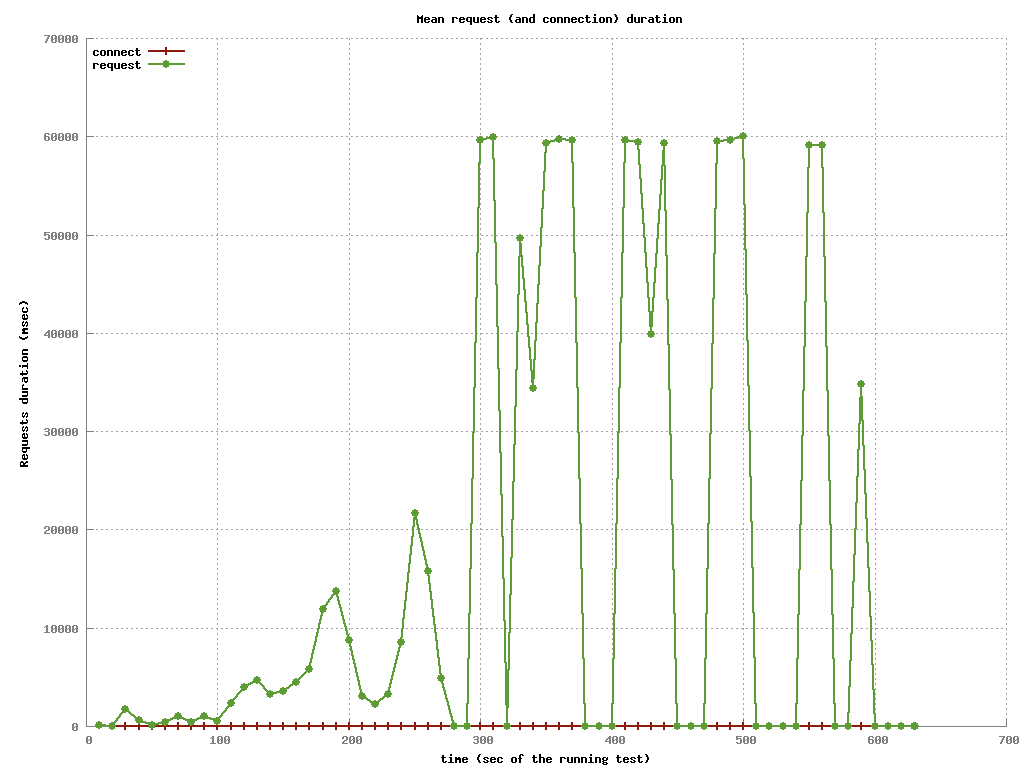 Mean request (and connection) duration
70000
connect
request
60000
50000
40000
30000
20000
10000
0
Requests duration (msec)
0 100 200 300 400 500 600 700
time (sec of the running test)